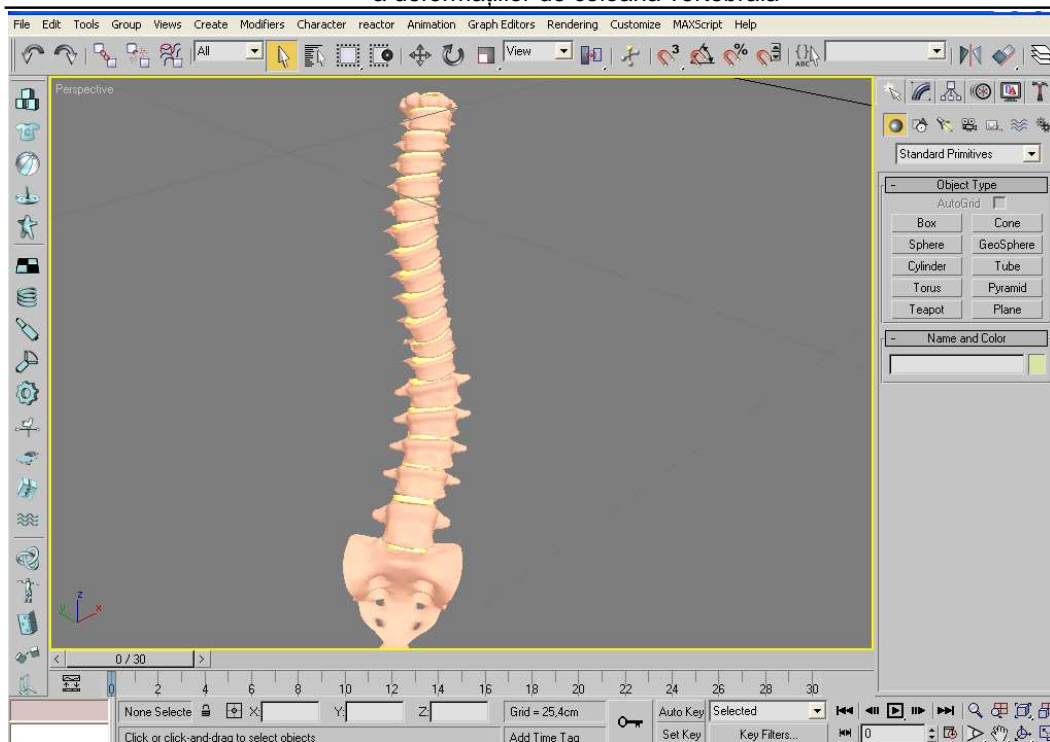 a deformațiilor de coloană vertebrală
File Edit Tools Group Views Create Modifiers Character reactor Animation Graph Editors Rendering Customize MAXScript Help
All View 3 % ABC
Perspective
Standard Primitives
- Object Type
AutoGrid
Box Cone
Sphere GeoSphere
Cylinder Tube
Torus Pyramid
Teapot Plane
- Name and Color
z
y x
< 0 / 30 >
0 2 4 6 8 10 12 14 16 18 20 22 24 26 28 30
None Selecte X: Y: Z: Grid = 25,4cm Auto Key Selected
Click or click-and-drag to select objects Add Time Tag Set Key Key Filters... 0